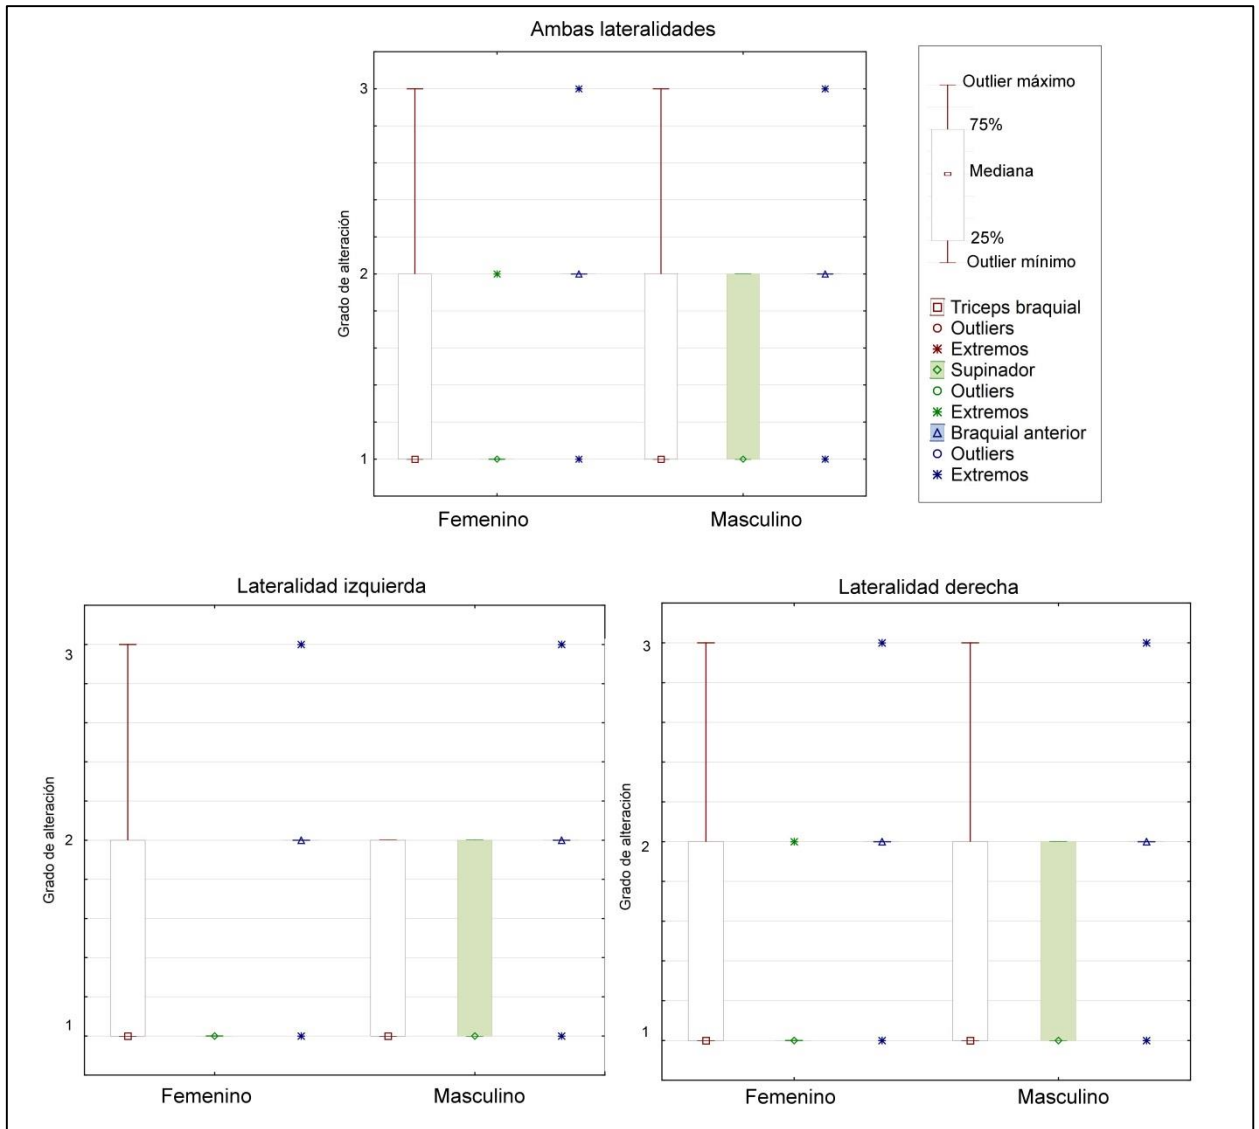 Ambas lateralidades
Grado de alteración
3
2
1
Femenino
Masculino
Outlier máximo
75%
Mediana
25%
Outlier mínimo
Triceps braquial
Outliers
Extremos
Supinador
Outliers
Extremos
Braquial anterior
Outliers
Extremos
Lateralidad izquierda
Grado de alteración
3
2
1
Femenino
Masculino
Lateralidad derecha
Grado de alteración
3
2
1
Femenino
Masculino